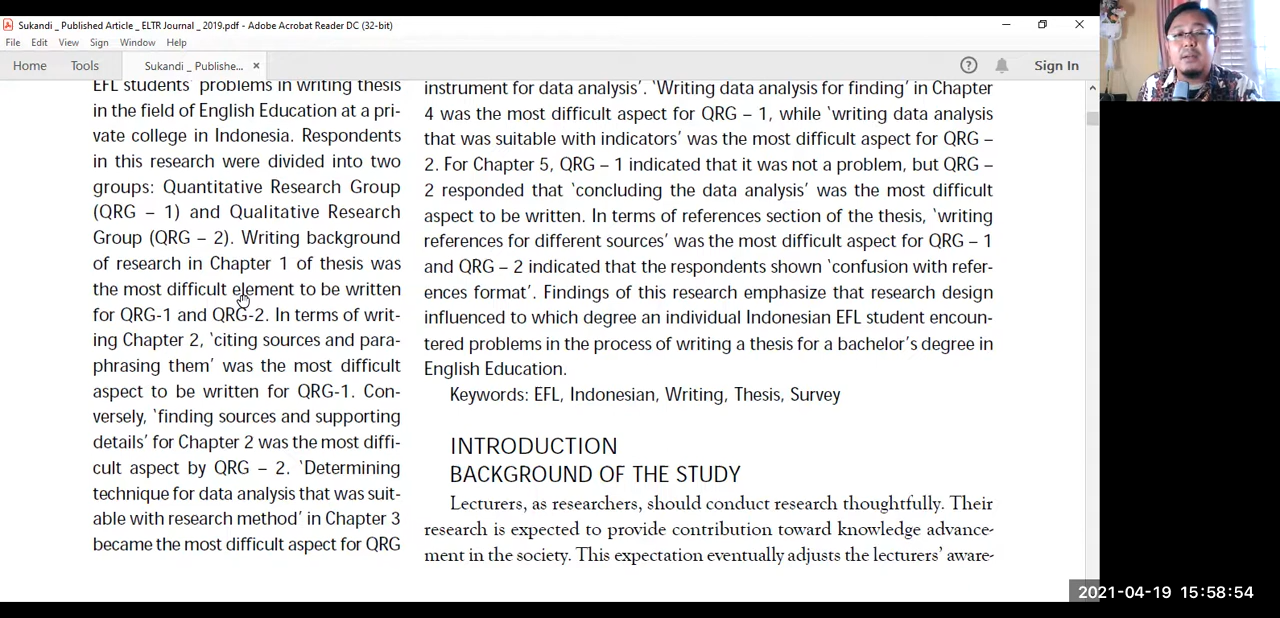 Sukandi _ Published Article _ ELTR Journal _ 2019.pdf - Adobe Acrobat Reader DC (32-bit)
File Edit View Sign Window Help
Home Tools Sukandi _ Publishe... × Sign In
EFL students' problems in writing thesis
in the field of English Education at a pri-
vate college in Indonesia. Respondents
in this research were divided into two
groups: Quantitative Research Group
(QRG – 1) and Qualitative Research
Group (QRG – 2). Writing background
of research in Chapter 1 of thesis was
the most difficult element to be written
for QRG-1 and QRG-2. In terms of writ-
ing Chapter 2, 'citing sources and para-
phrasing them' was the most difficult
aspect to be written for QRG-1. Con-
versely, 'finding sources and supporting
details' for Chapter 2 was the most diffi-
cult aspect by QRG – 2. 'Determining
technique for data analysis that was suit-
able with research method' in Chapter 3
became the most difficult aspect for QRG
instrument for data analysis'. 'Writing data analysis for finding' in Chapter
4 was the most difficult aspect for QRG – 1, while 'writing data analysis
that was suitable with indicators' was the most difficult aspect for QRG –
2. For Chapter 5, QRG – 1 indicated that it was not a problem, but QRG –
2 responded that 'concluding the data analysis' was the most difficult
aspect to be written. In terms of references section of the thesis, 'writing
references for different sources' was the most difficult aspect for QRG – 1
and QRG – 2 indicated that the respondents shown 'confusion with refer-
ences format'. Findings of this research emphasize that research design
influenced to which degree an individual Indonesian EFL student encoun-
tered problems in the process of writing a thesis for a bachelor's degree in
English Education.
Keywords: EFL, Indonesian, Writing, Thesis, Survey
INTRODUCTION
BACKGROUND OF THE STUDY
Lecturers, as researchers, should conduct research thoughtfully. Their
research is expected to provide contribution toward knowledge advance-
ment in the society. This expectation eventually adjusts the lecturers' aware-
2021-04-19 15:58:54